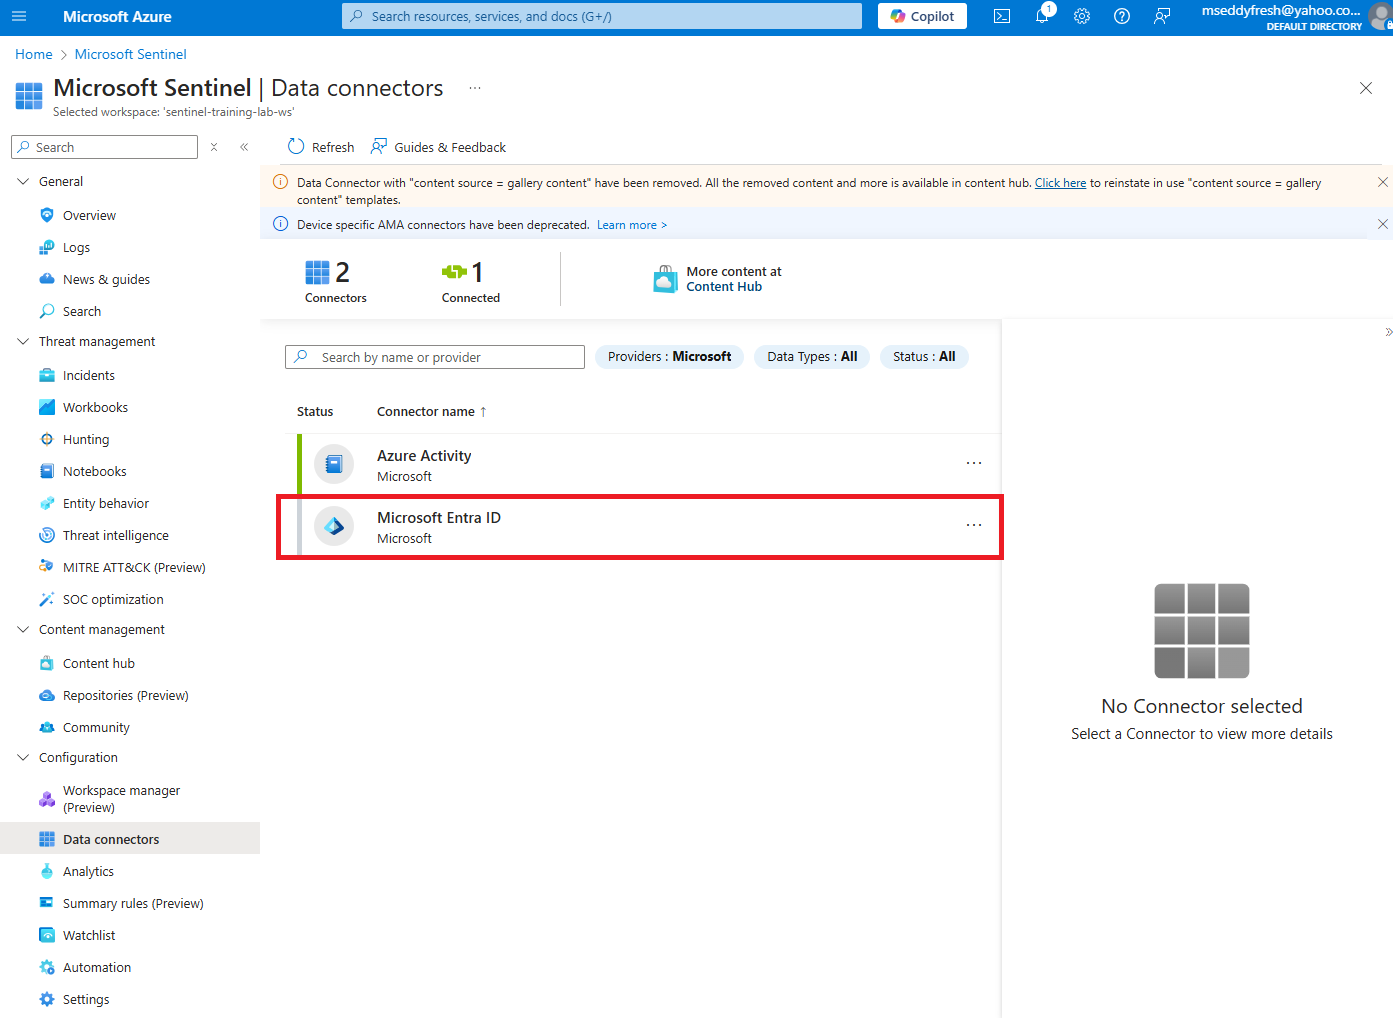 Microsoft Azure
Search resources, services, and docs (G+/)
Copilot
1
mseddyfresh@yahoo.co...
DEFAULT DIRECTORY
Home > Microsoft Sentinel
Microsoft Sentinel | Data connectors ...
Selected workspace: 'sentinel-training-lab-ws'
Search
General
Overview
Logs
News & guides
Search
Threat management
Incidents
Workbooks
Hunting
Notebooks
Entity behavior
Threat intelligence
MITRE ATT&CK (Preview)
SOC optimization
Content management
Content hub
Repositories (Preview)
Community
Configuration
Workspace manager
(Preview)
Data connectors
Analytics
Summary rules (Preview)
Watchlist
Automation
Settings
Refresh
Guides & Feedback
Data Connector with "content source = gallery content" have been removed. All the removed content and more is available in content hub. Click here to reinstate in use "content source = gallery
content" templates.
Device specific AMA connectors have been deprecated. Learn more >
2
Connectors
1
Connected
More content at
Content Hub
Search by name or provider
Providers : Microsoft
Data Types : All
Status : All
Status
Connector name ↑
Azure Activity
Microsoft
...
Microsoft Entra ID
Microsoft
...
No Connector selected
Select a Connector to view more details